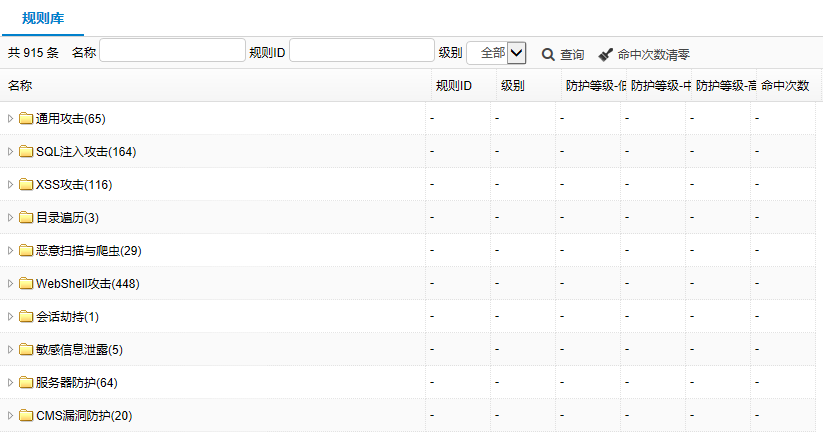 规则库
共 915 条 名称 规则ID 级别 全部 查询 命中次数清零
名称 规则ID 级别 防护等级-低 防护等级-中 防护等级-高 命中次数
通用攻击(65) - - - - - -
SQL注入攻击(164) - - - - - -
XSS攻击(116) - - - - - -
目录遍历(3) - - - - - -
恶意扫描与爬虫(29) - - - - - -
WebShell攻击(448) - - - - - -
会话劫持(1) - - - - - -
敏感信息泄露(5) - - - - - -
服务器防护(64) - - - - - -
CMS漏洞防护(20) - - - - - -